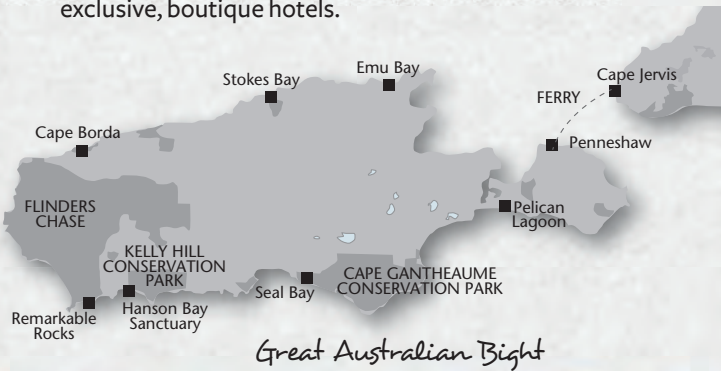 exclusive, boutique hotels.
Emu Bay
Cape Jervis
Stokes Bay
FERRY
Cape Borda
Penneshaw
FLINDERS
CHASE
Pelican
Lagoon
KELLY HILL
CONSERVATION
PARK
CAPE GANTHEAUME
CONSERVATION PARK
Seal Bay
Hanson Bay
Sanctuary
Remarkable
Rocks
Great Australian Bight